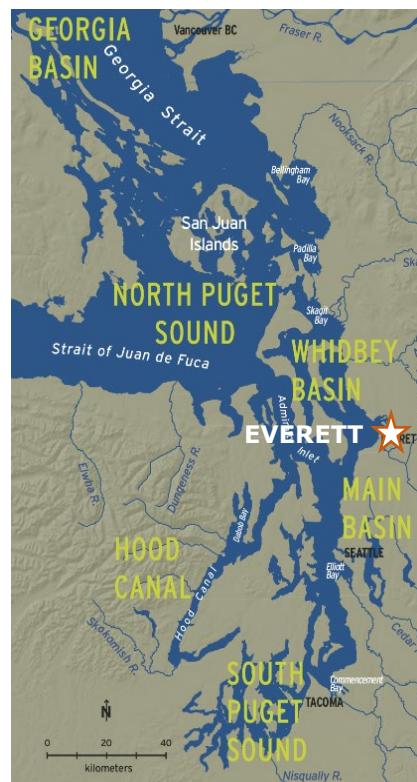 GEORGIA
BASIN
Vancouver BC
Fraser R.
Georgia
Strait
Nooksack R.
Bellingham
Bay
San Juan
Islands
Padilla
Bay
NORTH PUGET
SOUND
Skagit
Bay
Strait of Juan de Fuca
WHIDBEY
BASIN
EVERETT
Inlet
Elwha R.
Dungeness R.
MAIN
BASIN
Dabob Bay
SEATTLE
HOOD
CANAL
Elliott
Bay
Hood Canal
Skokomish R.
Cedar
SOUTH
PUGET
SOUND
Commencement
Bay
TACOMA
N
0 20 40
kilometers
Nisqually R.